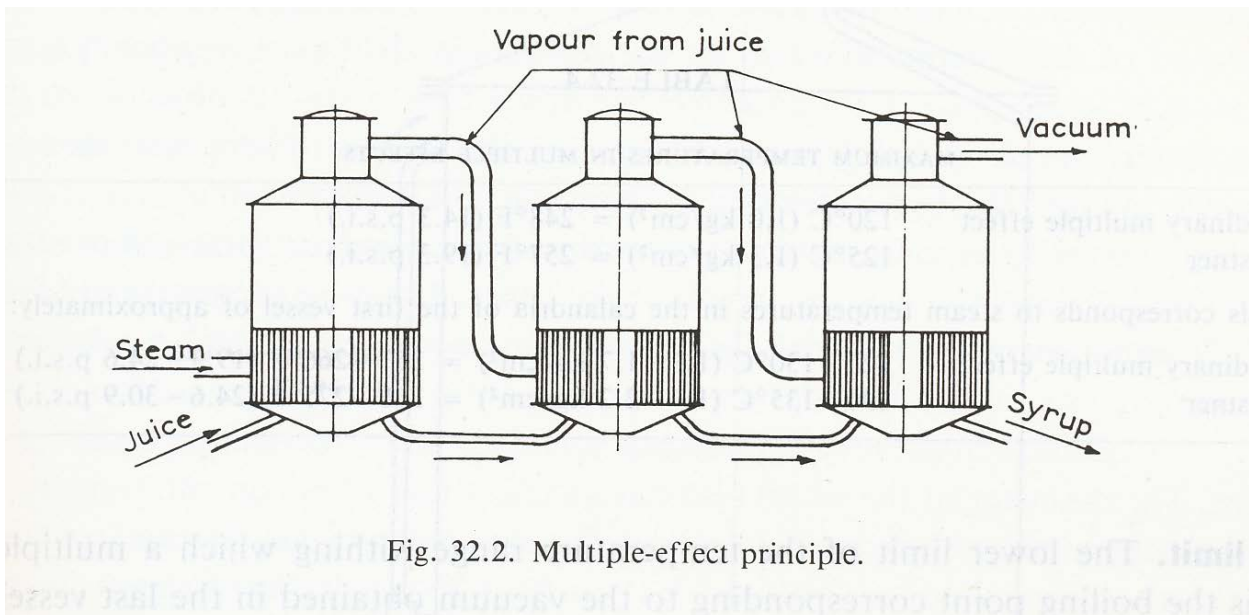 Vapour from juice
Vacuum
Steam
Juice
Syrup
Fig. 32.2. Multiple-effect principle.